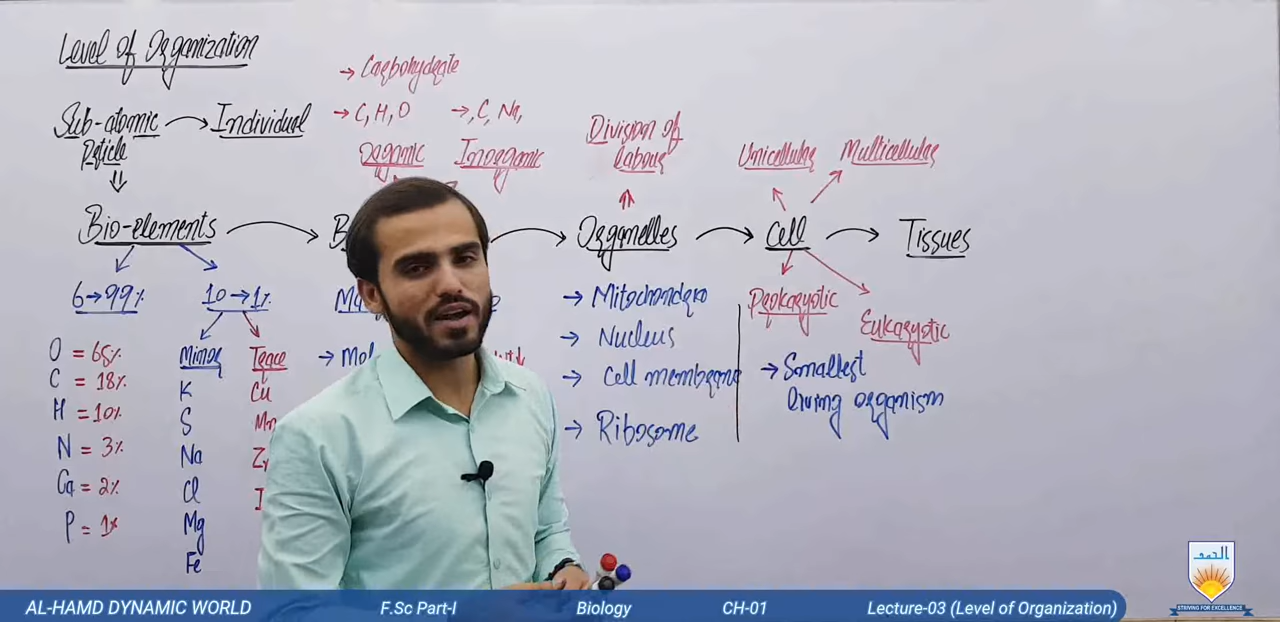 Level of Organization
Sub-atomic → Individual
Particle
→ Carbohydrate
→ C, H, O → , C, Na,
Organic Inorganic
Division of
labour
Unicellular Multicellular
Bio-elements
Organelles
Cell
Tissues
6→99% 10→1%
O = 65%
C = 18%
H = 10%
N = 3%
Ca = 2%
P = 1%
Minor
K
S
Na
Cl
Mg
Fe
Trace
Cu
Mn
→ Mitochondria
→ Nucleus
→ Cell membrane
→ Ribosome
Prokaryotic
Eukaryotic
→ Smallest
living organism
AL-HAMD DYNAMIC WORLD F.Sc Part-I Biology CH-01 Lecture-03 (Level of Organization)
الحمد
STRIVING FOR EXCELLENCE